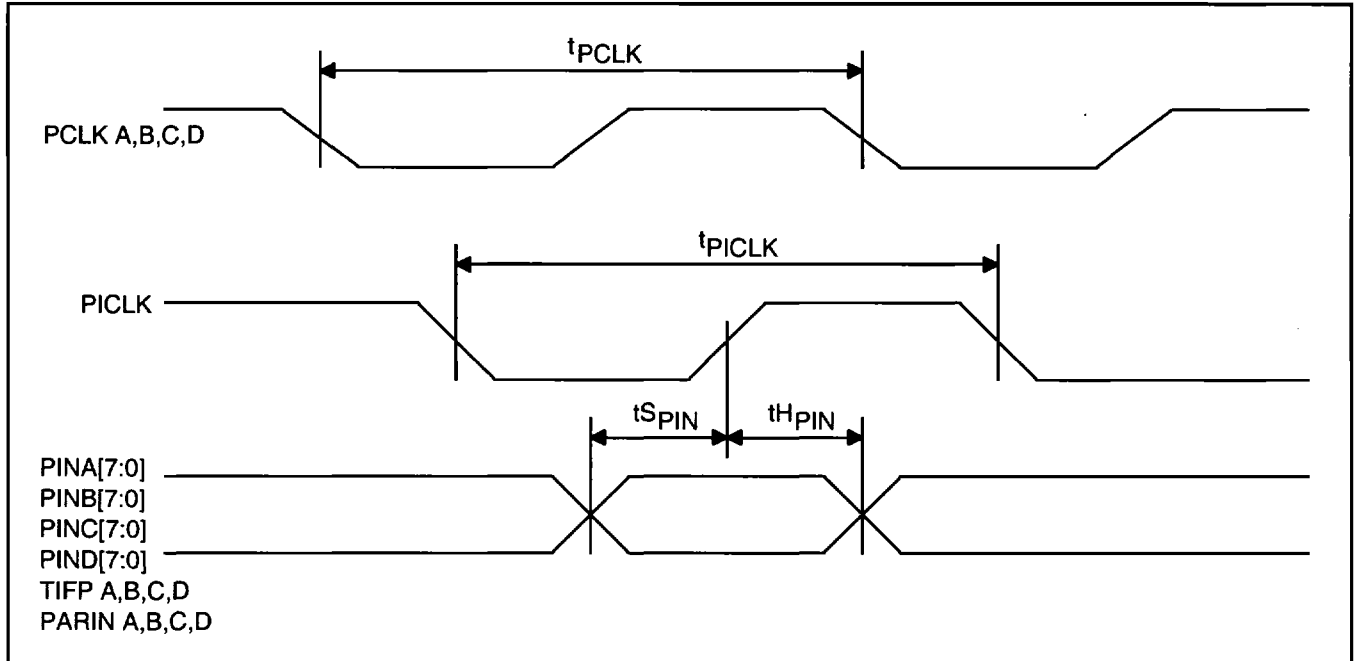 tPCLK
PCLK A,B,C,D
tPICLK
PICLK
tSPIN
tHPIN
PINA[7:0]
PINB[7:0]
PINC[7:0]
PIND[7:0]
TIFP A,B,C,D
PARIN A,B,C,D